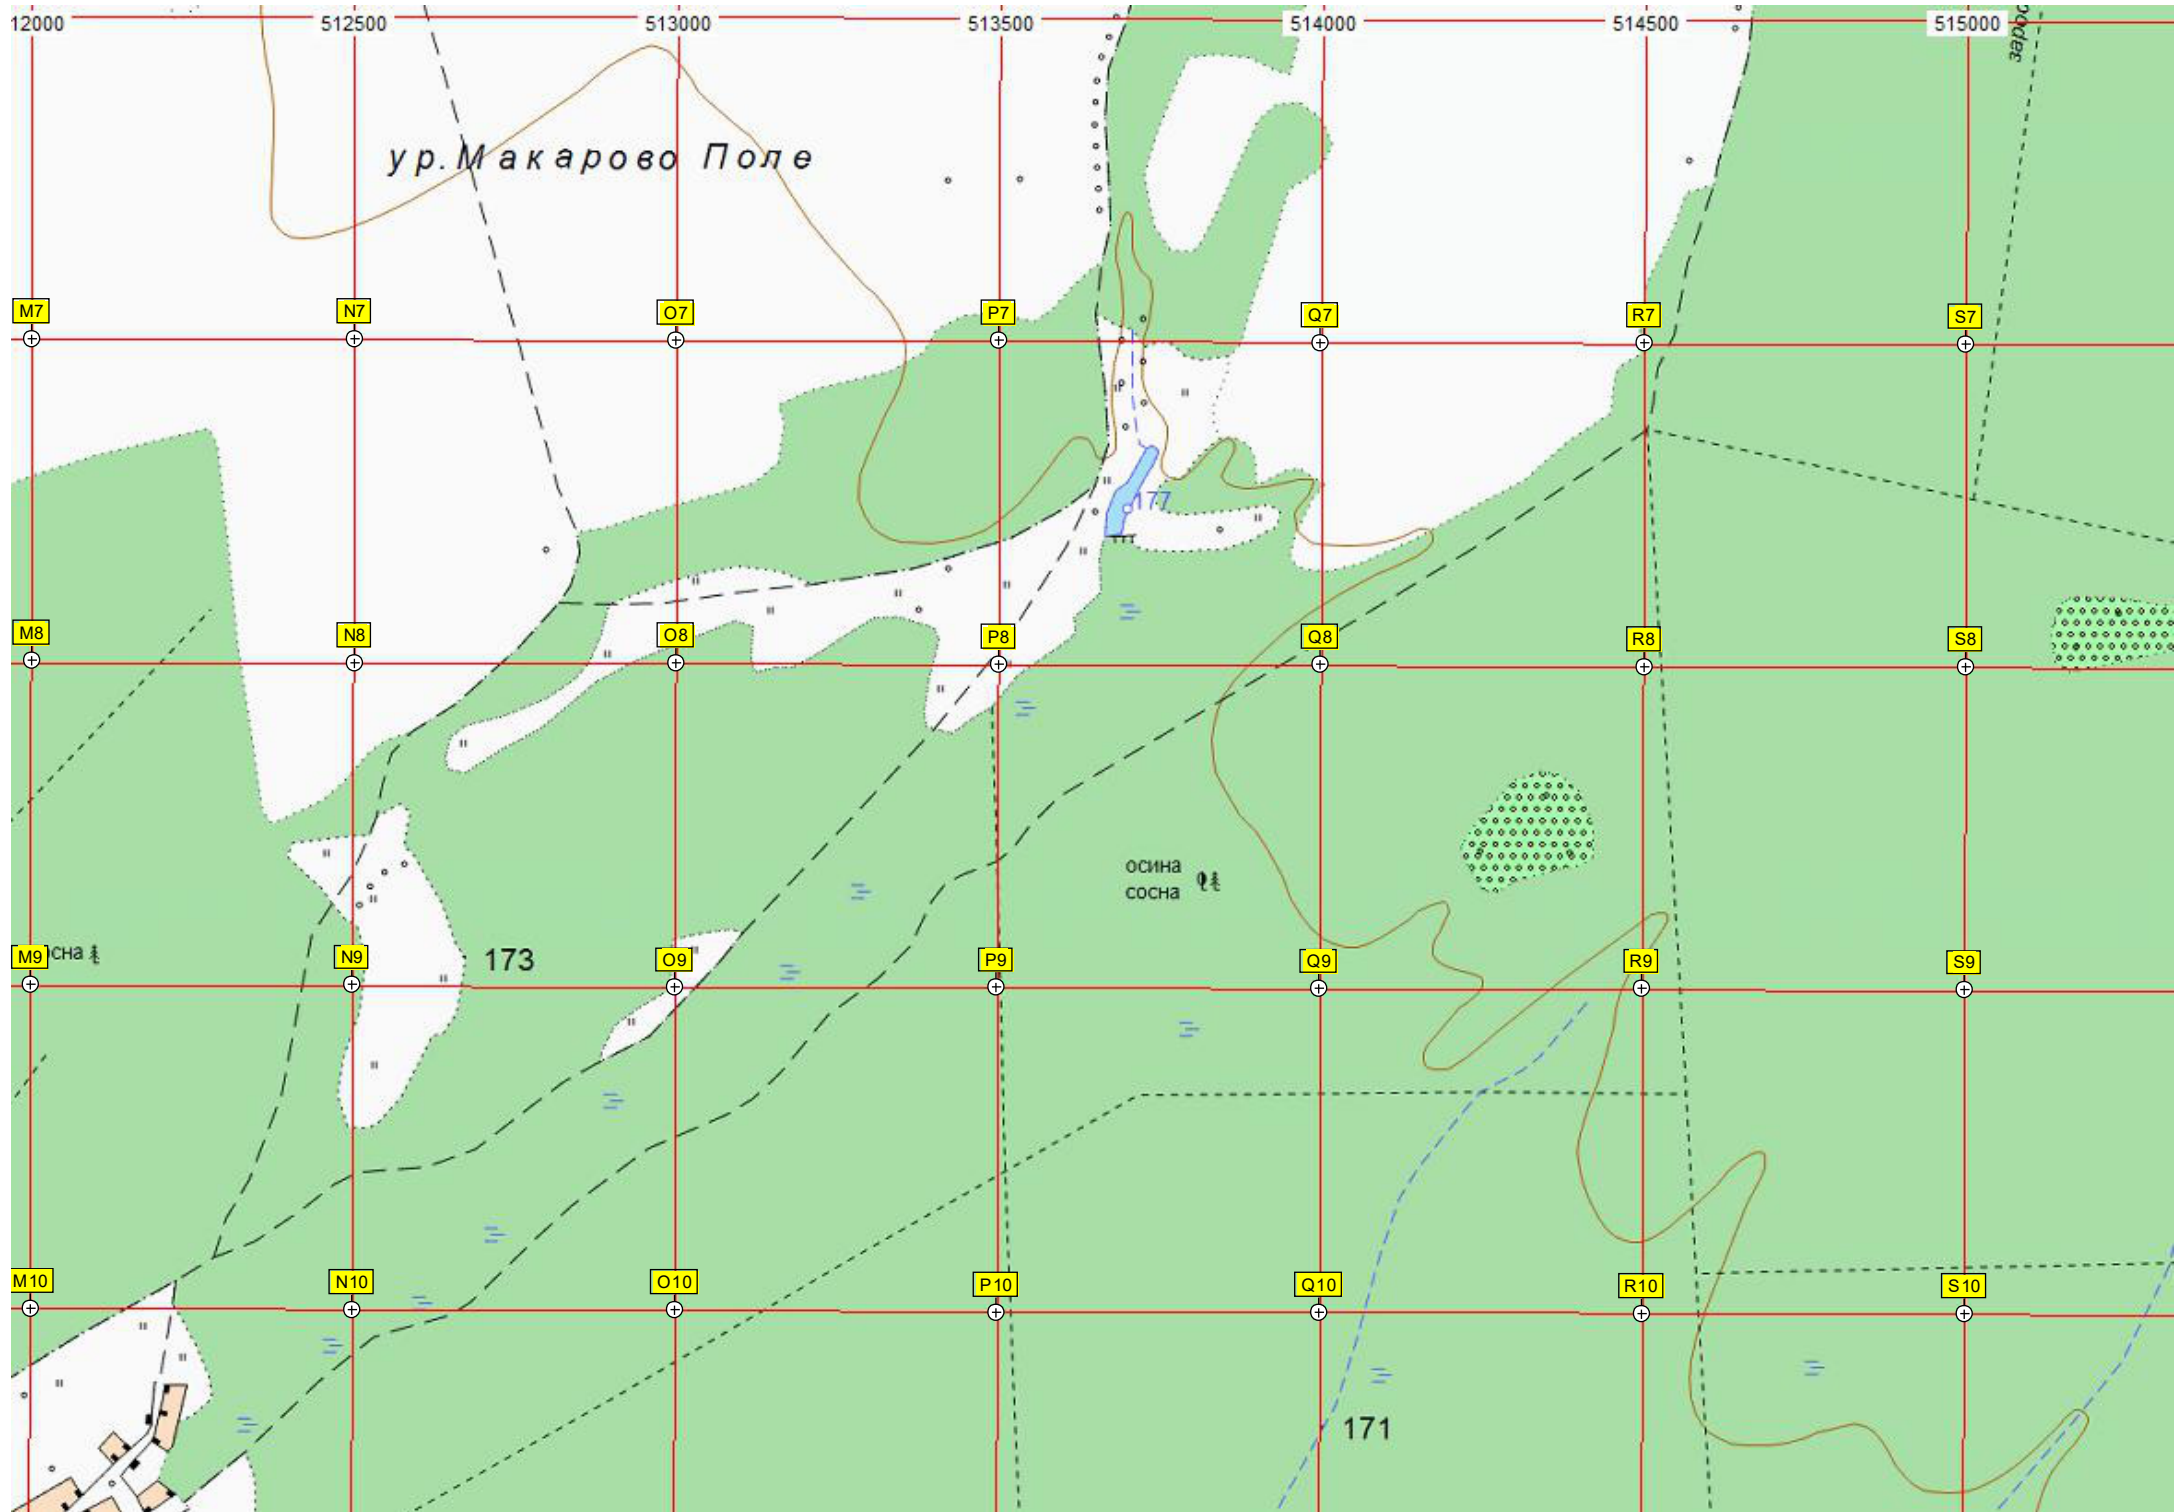 12000 512500 513000 513500 514000 514500 515000
ур.Макарово Поле
M7 N7 O7 P7 Q7 R7 S7
177
M8 N8 O8 P8 Q8 R8 S8
осина
сосна
173
M9 N9 O9 P9 Q9 R9 S9
M10 N10 O10 P10 Q10 R10 S10
171